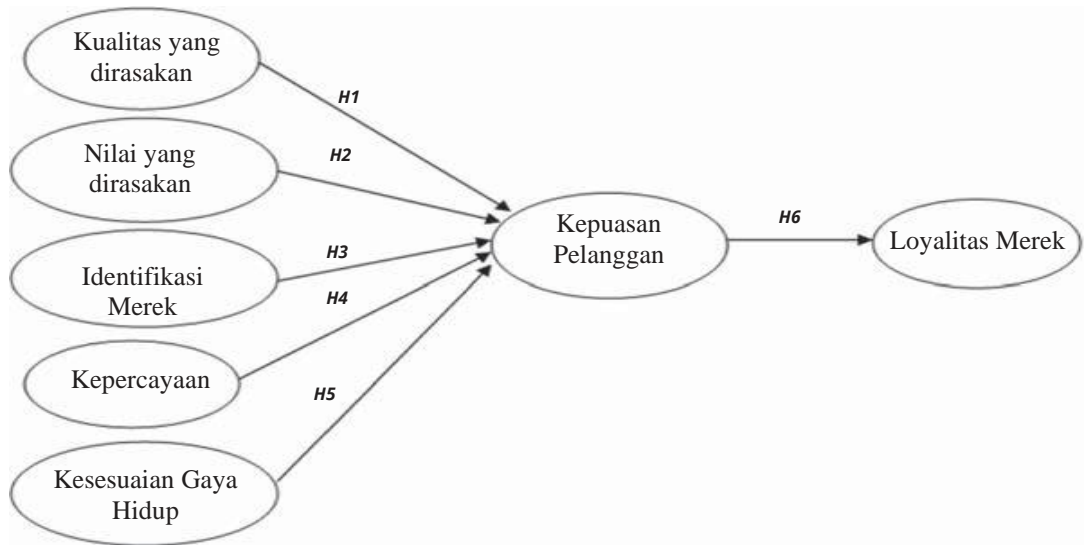 Kualitas yang
dirasakan
H1
Nilai yang
dirasakan
H2
Identifikasi
Merek
H3
H4
Kepercayaan
H5
Kesesuaian Gaya
Hidup
Kepuasan
Pelanggan
H6
Loyalitas Merek